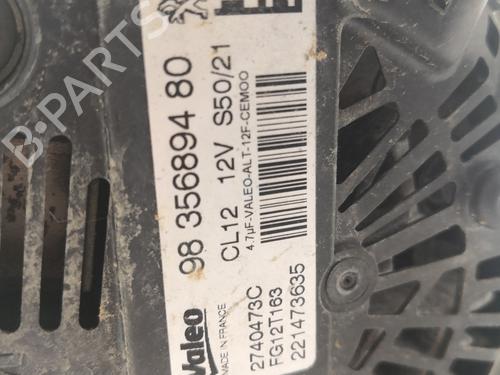 98 356894 80
CL12 12V S50/21
4.7µF-VALEO-ALT-12F-CEMOO
Valeo
MADE IN FRANCE
2740473C
FG12T163
221473635
B-PARTS